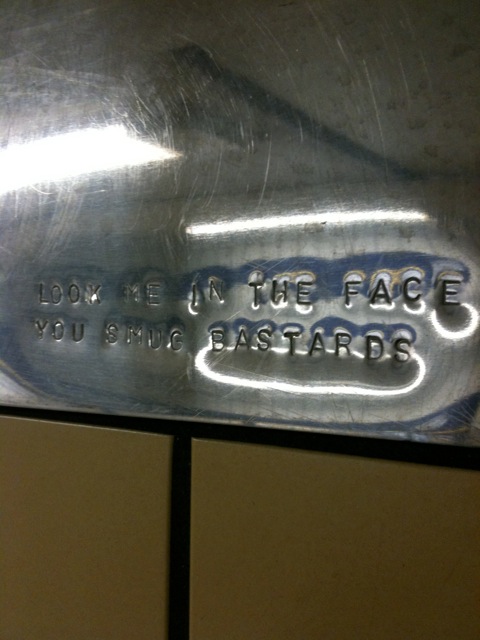 LOOK ME IN THE FACE
YOU SMUG BASTARDS